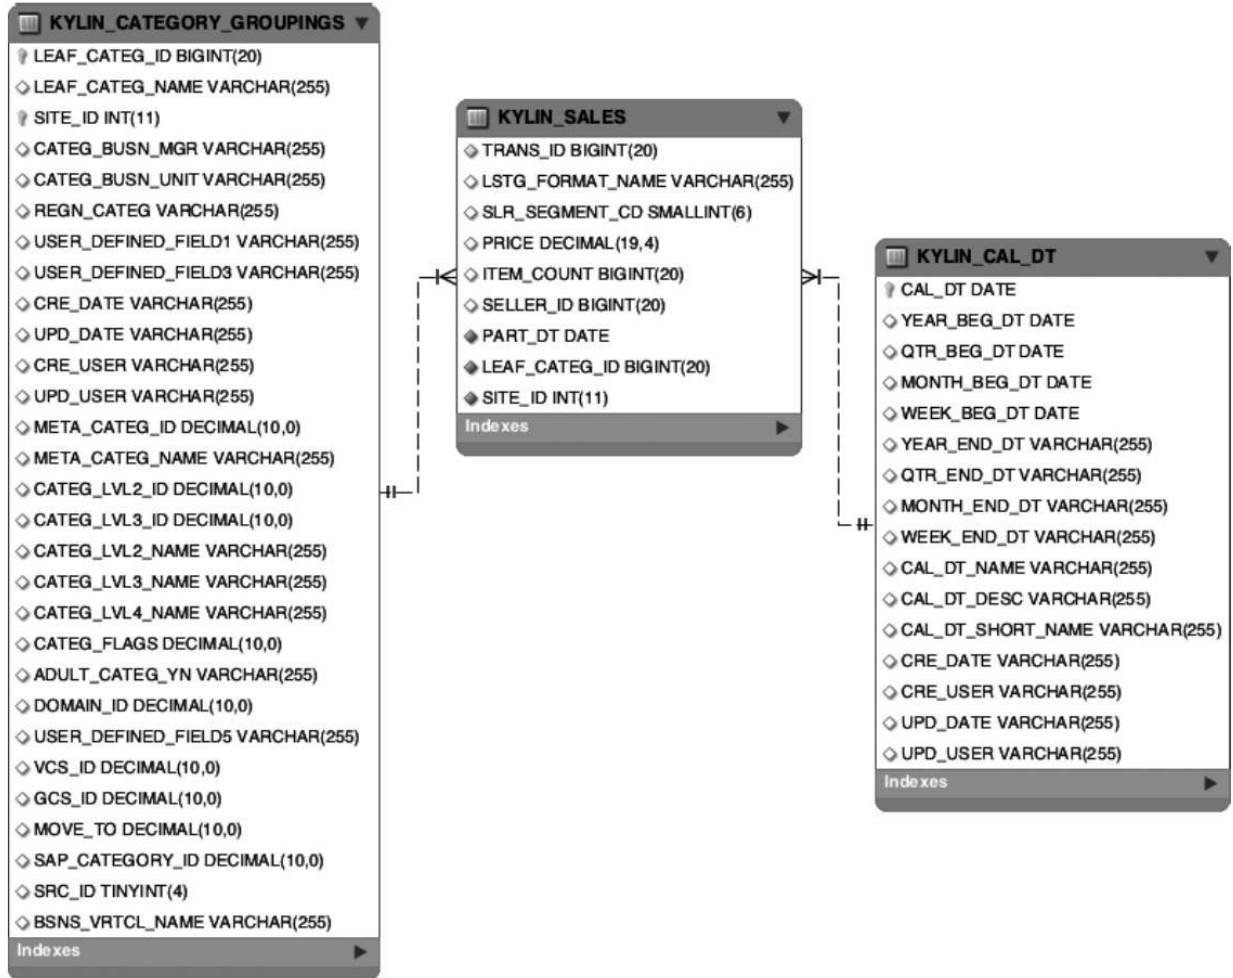 KYLIN_CATEGORY_GROUPINGS
LEAF_CATEG_ID BIGINT(20)
LEAF_CATEG_NAME VARCHAR(255)
SITE_ID INT(11)
CATEG_BUSN_MGR VARCHAR(255)
CATEG_BUSN_UNIT VARCHAR(255)
REGN_CATEG VARCHAR(255)
USER_DEFINED_FIELD1 VARCHAR(255)
USER_DEFINED_FIELD3 VARCHAR(255)
CRE_DATE VARCHAR(255)
UPD_DATE VARCHAR(255)
CRE_USER VARCHAR(255)
UPD_USER VARCHAR(255)
META_CATEG_ID DECIMAL(10,0)
META_CATEG_NAME VARCHAR(255)
CATEG_LVL2_ID DECIMAL(10,0)
CATEG_LVL3_ID DECIMAL(10,0)
CATEG_LVL2_NAME VARCHAR(255)
CATEG_LVL3_NAME VARCHAR(255)
CATEG_LVL4_NAME VARCHAR(255)
CATEG_FLAGS DECIMAL(10,0)
ADULT_CATEG_YN VARCHAR(255)
DOMAIN_ID DECIMAL(10,0)
USER_DEFINED_FIELD5 VARCHAR(255)
VCS_ID DECIMAL(10,0)
GCS_ID DECIMAL(10,0)
MOVE_TO DECIMAL(10,0)
SAP_CATEGORY_ID DECIMAL(10,0)
SRC_ID TINYINT(4)
BSNS_VRTCL_NAME VARCHAR(255)
Indexes
KYLIN_SALES
TRANS_ID BIGINT(20)
LSTG_FORMAT_NAME VARCHAR(255)
SLR_SEGMENT_CD SMALLINT(6)
PRICE DECIMAL(19,4)
ITEM_COUNT BIGINT(20)
SELLER_ID BIGINT(20)
PART_DT DATE
LEAF_CATEG_ID BIGINT(20)
SITE_ID INT(11)
Indexes
KYLIN_CAL_DT
CAL_DT DATE
YEAR_BEG_DT DATE
QTR_BEG_DT DATE
MONTH_BEG_DT DATE
WEEK_BEG_DT DATE
YEAR_END_DT VARCHAR(255)
QTR_END_DT VARCHAR(255)
MONTH_END_DT VARCHAR(255)
WEEK_END_DT VARCHAR(255)
CAL_DT_NAME VARCHAR(255)
CAL_DT_DESC VARCHAR(255)
CAL_DT_SHORT_NAME VARCHAR(255)
CRE_DATE VARCHAR(255)
CRE_USER VARCHAR(255)
UPD_DATE VARCHAR(255)
UPD_USER VARCHAR(255)
Indexes